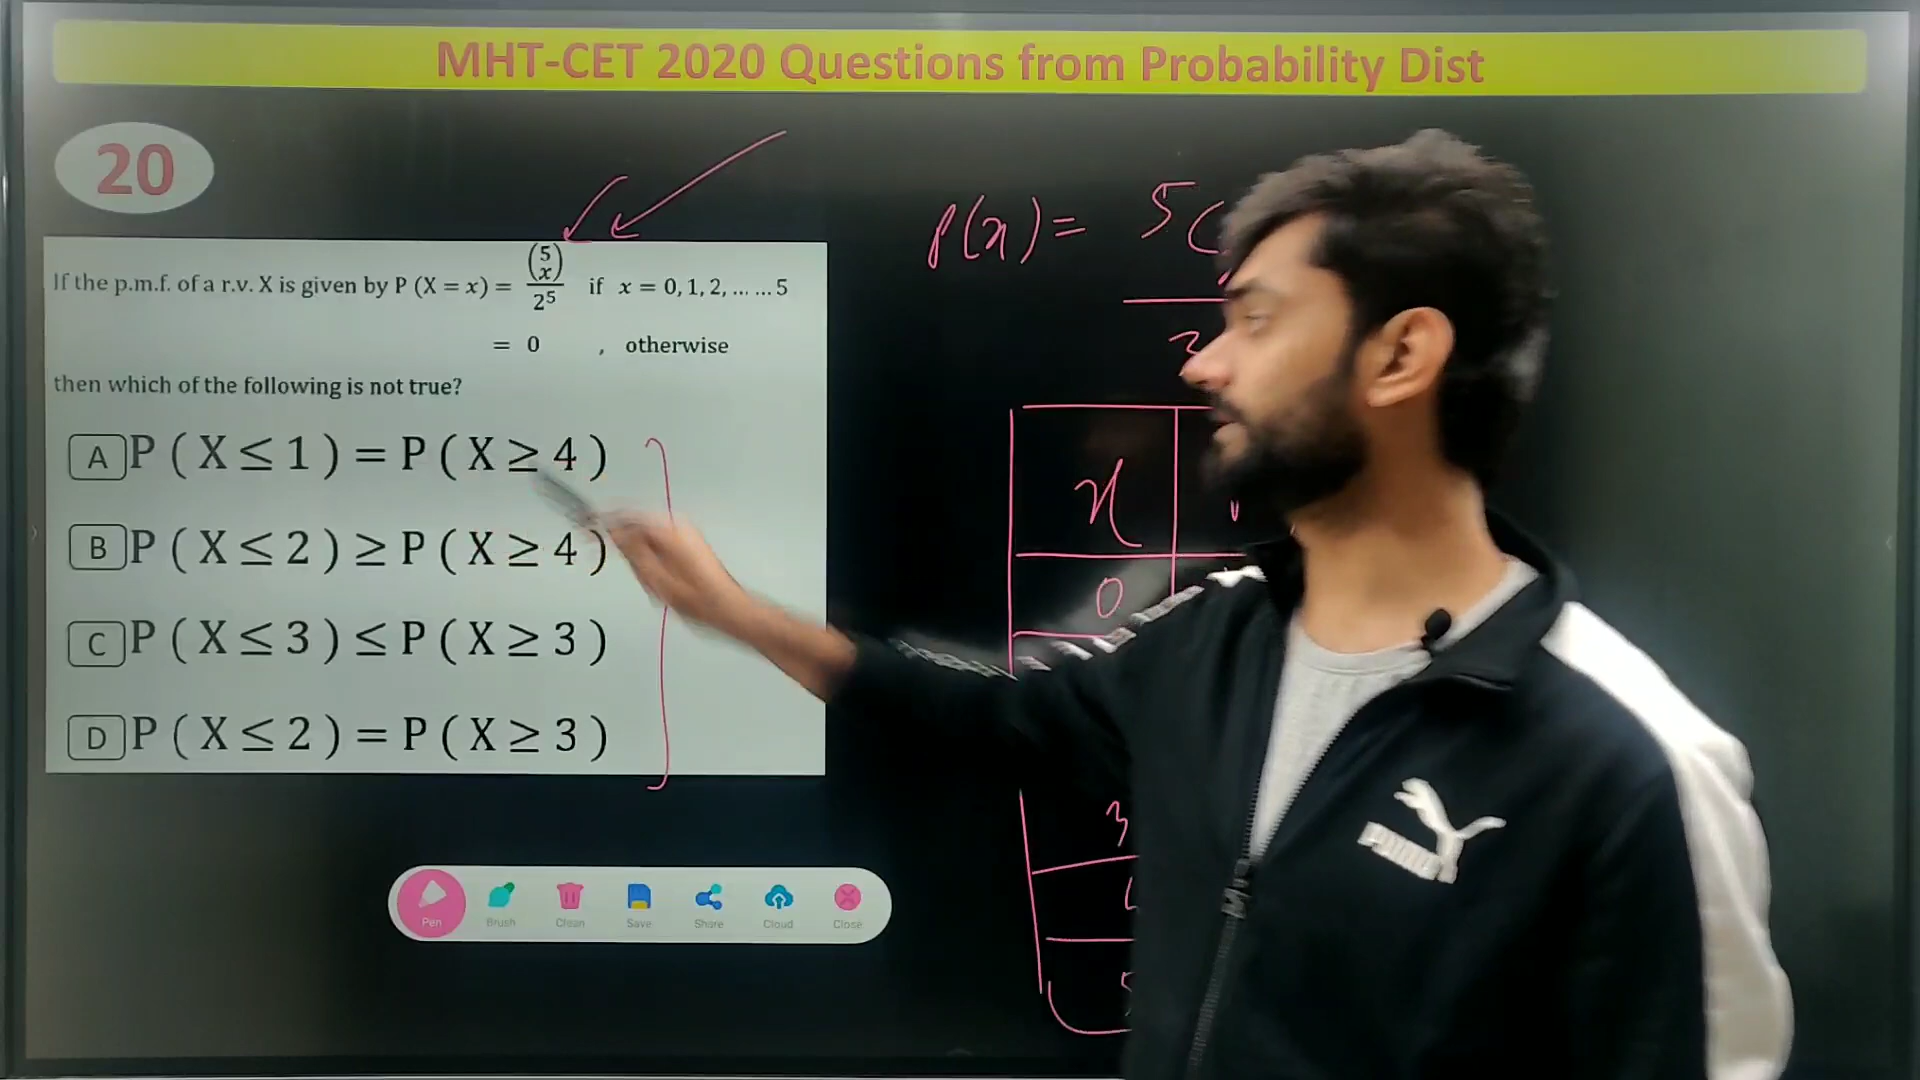 MHT-CET 2020 Questions from Probability Dist
20
If the p.m.f. of a r.v. X is given by P (X = x) = \frac{\binom{5}{x}}{2^5} if x = 0, 1, 2, ... ... 5
= 0 , otherwise
then which of the following is not true?
A P ( X ≤ 1 ) = P ( X ≥ 4 )
B P ( X ≤ 2 ) ≥ P ( X ≥ 4 )
C P ( X ≤ 3 ) ≤ P ( X ≥ 3 )
D P ( X ≤ 2 ) = P ( X ≥ 3 )
Pen Brush Clean Save Share Cloud Close
P(x) = 5C
x
0
3
PUMA